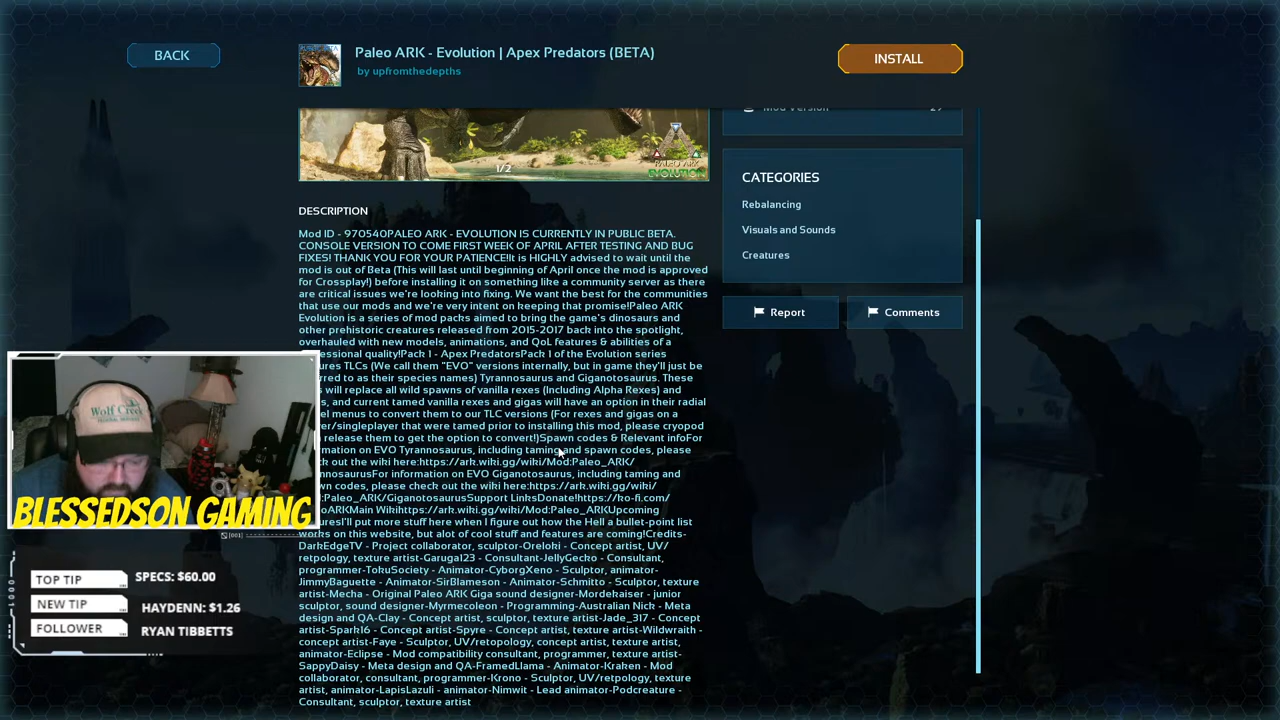 BACK
Paleo ARK - Evolution | Apex Predators (BETA)
by upfromthedepths
INSTALL
Mod Version
1/2
PALEO ARK
EVOLUTION
CATEGORIES
Rebalancing
Visuals and Sounds
Creatures
Report
Comments
DESCRIPTION
Mod ID - 970540PALEO ARK - EVOLUTION IS CURRENTLY IN PUBLIC BETA.
CONSOLE VERSION TO COME FIRST WEEK OF APRIL AFTER TESTING AND BUG
FIXES! THANK YOU FOR YOUR PATIENCE!It is HIGHLY advised to wait until the
mod is out of Beta (This will last until beginning of April once the mod is approved
for Crossplay!) before installing it on something like a community server as there
are critical issues we're looking into fixing. We want the best for the communities
that use our mods and we're very intent on keeping that promise!Paleo ARK
Evolution is a series of mod packs aimed to bring the game's dinosaurs and
other prehistoric creatures released from 2015-2017 back into the spotlight,
overhauled with new models, animations, and QoL features & abilities of a
essional quality!Pack 1 - Apex PredatorsPack 1 of the Evolution series
ures TLCs (We call them "EVO" versions internally, but in game they'll just be
rred to as their species names) Tyrannosaurus and Giganotosaurus. These
s will replace all wild spawns of vanilla rexes (Including Alpha Rexes) and
s, and current tamed vanilla rexes and gigas will have an option in their radial
el menus to convert them to our TLC versions (For rexes and gigas on a
er/singleplayer that were tamed prior to installing this mod, please cryopod
release them to get the option to convert!)Spawn codes & Relevant infoFor
mation on EVO Tyrannosaurus, including taming and spawn codes, please
ck out the wiki here:https://ark.wiki.gg/wiki/Mod:Paleo_ARK/
nnosaurusFor information on EVO Giganotosaurus, including taming and
wn codes, please check out the wiki here:https://ark.wiki.gg/wiki/
:Paleo_ARK/GiganotosaurusSupport LinksDonate!https://ko-fi.com/
oARKMain Wikihttps://ark.wiki.gg/wiki/Mod:Paleo_ARKUpcoming
uresI'll put more stuff here when I figure out how the Hell a bullet-point list
works on this website, but alot of cool stuff and features are coming!Credits-
DarkEdgeTV - Project collaborator, sculptor-Oreloki - Concept artist, UV/
retpology, texture artist-Garuga123 - Consultant-JellyGecko - Consultant,
programmer-TokuSociety - Animator-CyborgXeno - Sculptor, animator-
JimmyBaguette - Animator-SirBlameson - Animator-Schmitto - Sculptor, texture
artist-Mecha - Original Paleo ARK Giga sound designer-Mordekaiser - junior
sculptor, sound designer-Myrmecoleon - Programming-Australian Nick - Meta
design and QA-Clay - Concept artist, sculptor, texture artist-Jade_317 - Concept
artist-Spark16 - Concept artist-Spyre - Concept artist, texture artist-Wildwraith -
concept artist-Faye - Sculptor, UV/retopology, concept artist, texture artist,
animator-Eclipse - Mod compatibility consultant, programmer, texture artist-
SappyDaisy - Meta design and QA-FramedLlama - Animator-Kraken - Mod
collaborator, consultant, programmer-Krono - Sculptor, UV/retpology, texture
artist, animator-LapisLazuli - animator-Nimwit - Lead animator-Podcreature -
Consultant, sculptor, texture artist
Wolf Creek
BLESSEDSON GAMING
[001]
TOP TIP
SPECS: $60.00
NEW TIP
HAYDENN: $1.26
FOLLOWER
RYAN TIBBETTS